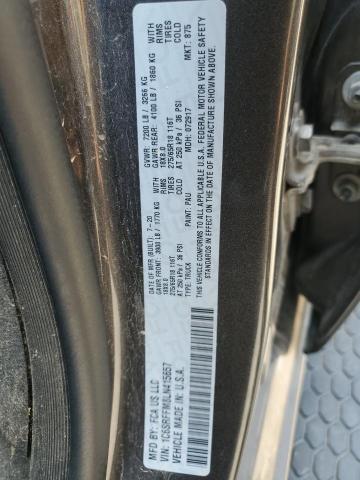 MFD BY: FCA US LLC
DATE OF MFR (BUILT): 7-20
GVWR: 7200 LB / 3266 KG
GAWR FRONT: 3900 LB / 1770 KG
WITH
18X8.0
RIMS
275/65R18 116T
TIRES
AT 250 kPa / 36 PSI
COLD
GAWR REAR: 4100 LB / 1860 KG
WITH
18X8.0
RIMS
275/65R18 116T
TIRES
AT 250 kPa / 36 PSI
COLD
TYPE: TRUCK
PAINT: PAU
MDH: 072917
MKT: 875
THIS VEHICLE CONFORMS TO ALL APPLICABLE U.S.A. FEDERAL MOTOR VEHICLE SAFETY
STANDARDS IN EFFECT ON THE DATE OF MANUFACTURE SHOWN ABOVE.
VEHICLE MADE IN: U.S.A.